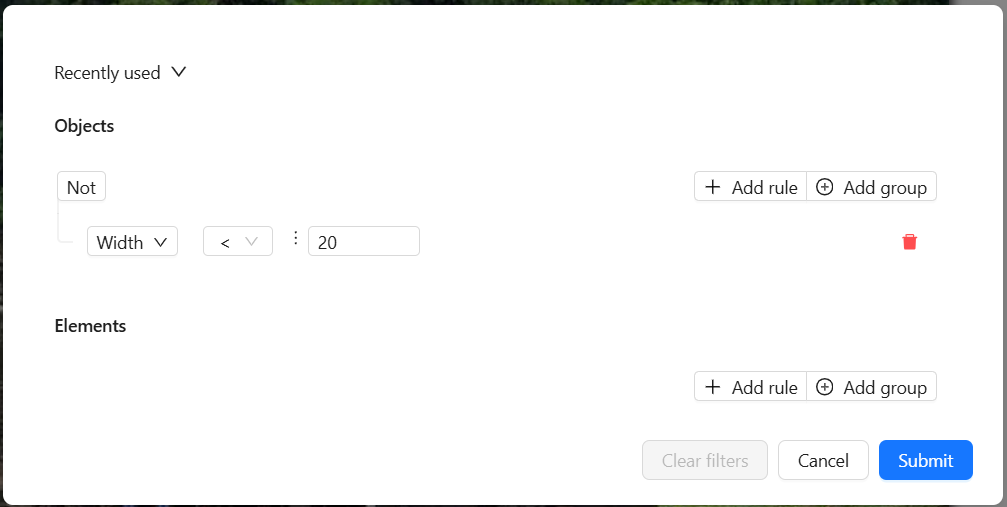 Recently used
Objects
Not
+ Add rule
Add group
Width
<
20
Elements
+ Add rule
Add group
Clear filters
Cancel
Submit